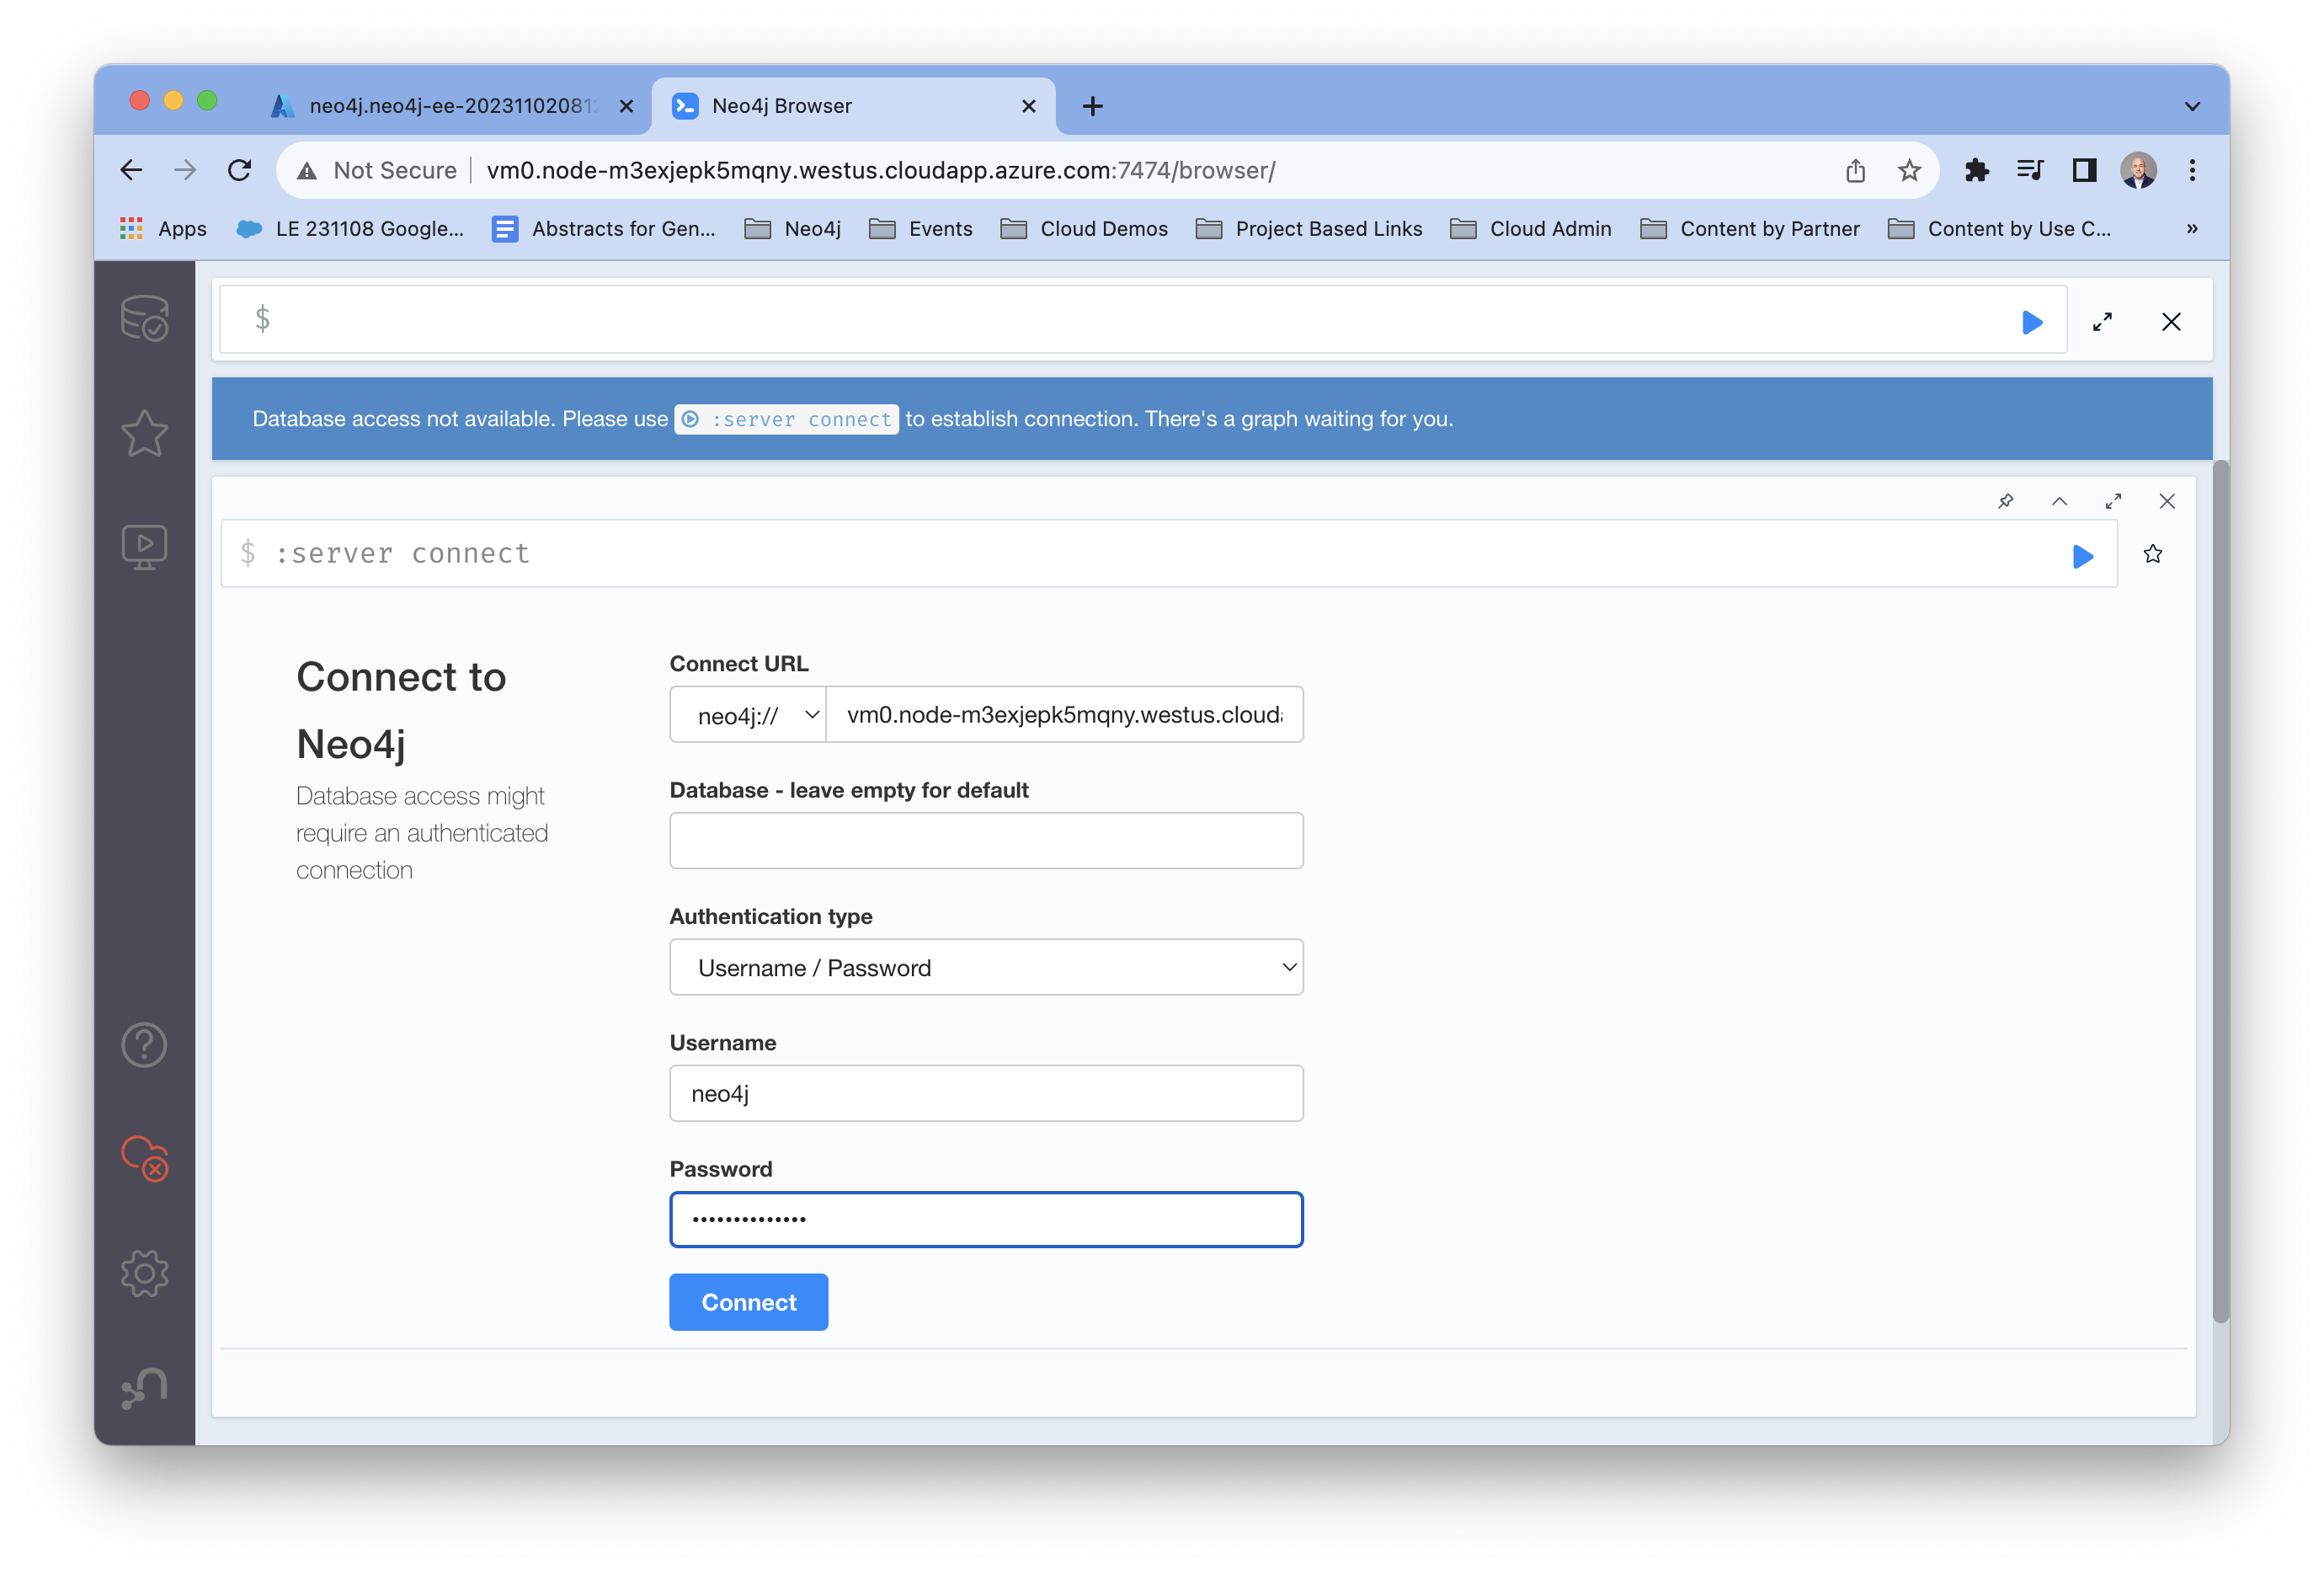 neo4j.neo4j-ee-20231102081
Neo4j Browser
Not Secure
vm0.node-m3exjepk5mqny.westus.cloudapp.azure.com:7474/browser/
Apps
LE 231108 Google...
Abstracts for Gen...
Neo4j
Events
Cloud Demos
Project Based Links
Cloud Admin
Content by Partner
Content by Use C...
»
$
Database access not available. Please use :server connect to establish connection. There's a graph waiting for you.
$ :server connect
Connect to
Neo4j
Database access might
require an authenticated
connection
Connect URL
neo4j://
vm0.node-m3exjepk5mqny.westus.cloud
Database - leave empty for default
Authentication type
Username / Password
Username
neo4j
Password
••••••••••••••
Connect